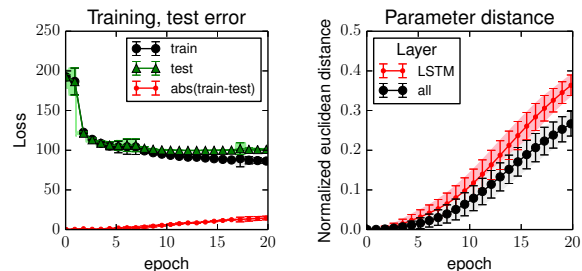 Training, test error
Loss
250
200
150
100
50
0
train
test
abs(train-test)
0 5 10 15 20
epoch
Parameter distance
Normalized euclidean distance
0.5
0.4
0.3
0.2
0.1
0.0
Layer
LSTM
all
0 5 10 15 20
epoch